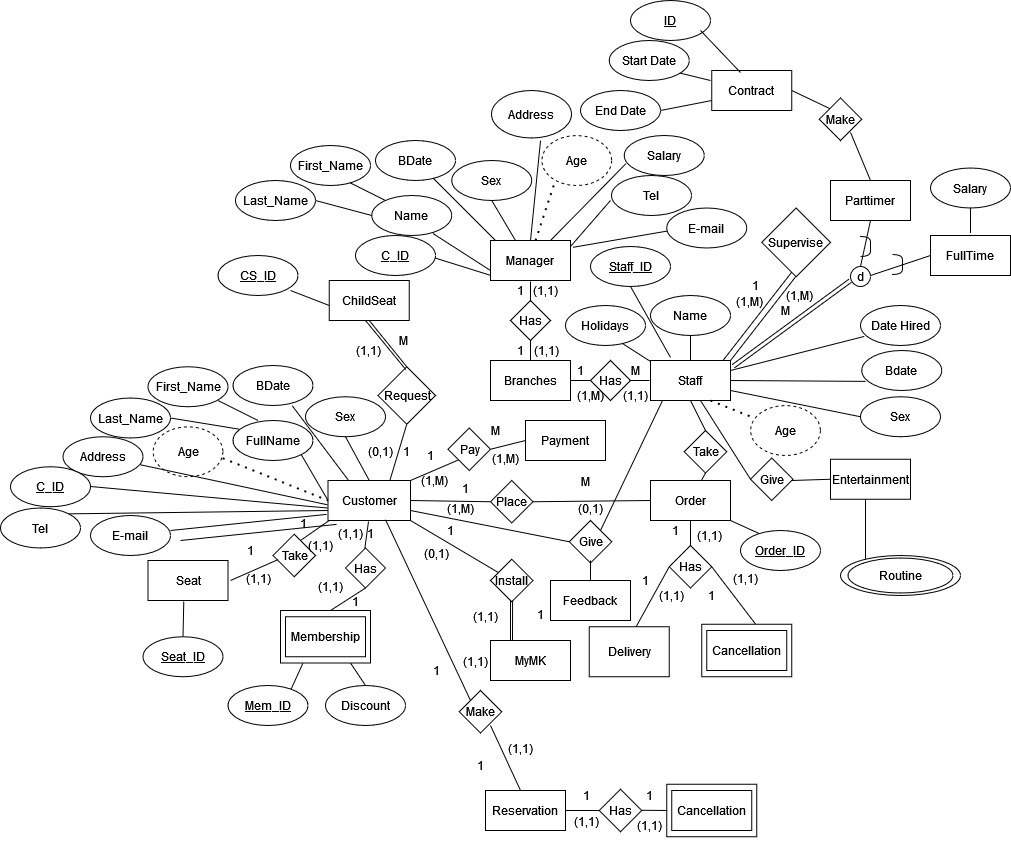 ID
Start Date
Contract
End Date
Address
Make
First_Name
BDate
Age
Salary
Sex
Salary
Last_Name
Tel
Parttimer
Name
E-mail
Supervise
C_ID
Manager
Staff_ID
FullTime
CS_ID
d
1
(1,1)
1
(1,M)
(1,M)
M
ChildSeat
Has
Holidays
Name
Date Hired
(1,1)
M
1
(1,1)
First_Name
BDate
Request
Branches
1
Has
M
Staff
Bdate
(1,M)
(1,1)
Last_Name
Sex
Sex
Address
Age
FullName
(0,1)
1
Pay
M
Payment
Age
1
(1,M)
(1,M)
Take
C_ID
Customer
1
M
Give
Entertainment
Place
Order
(1,M)
(0,1)
Tel
E-mail
1
(1,1)
1
1
1
(1,1)
Give
Order_ID
1
Take
(1,1)
(0,1)
Has
Has
Seat
(1,1)
(1,1)
Install
1
(1,1)
(1,1)
Routine
1
(1,1)
1
Feedback
1
Membership
Delivery
Cancellation
Seat_ID
1
(1,1)
MyMK
Mem_ID
Discount
Make
(1,1)
1
Reservation
1
Has
1
Cancellation
(1,1)
(1,1)